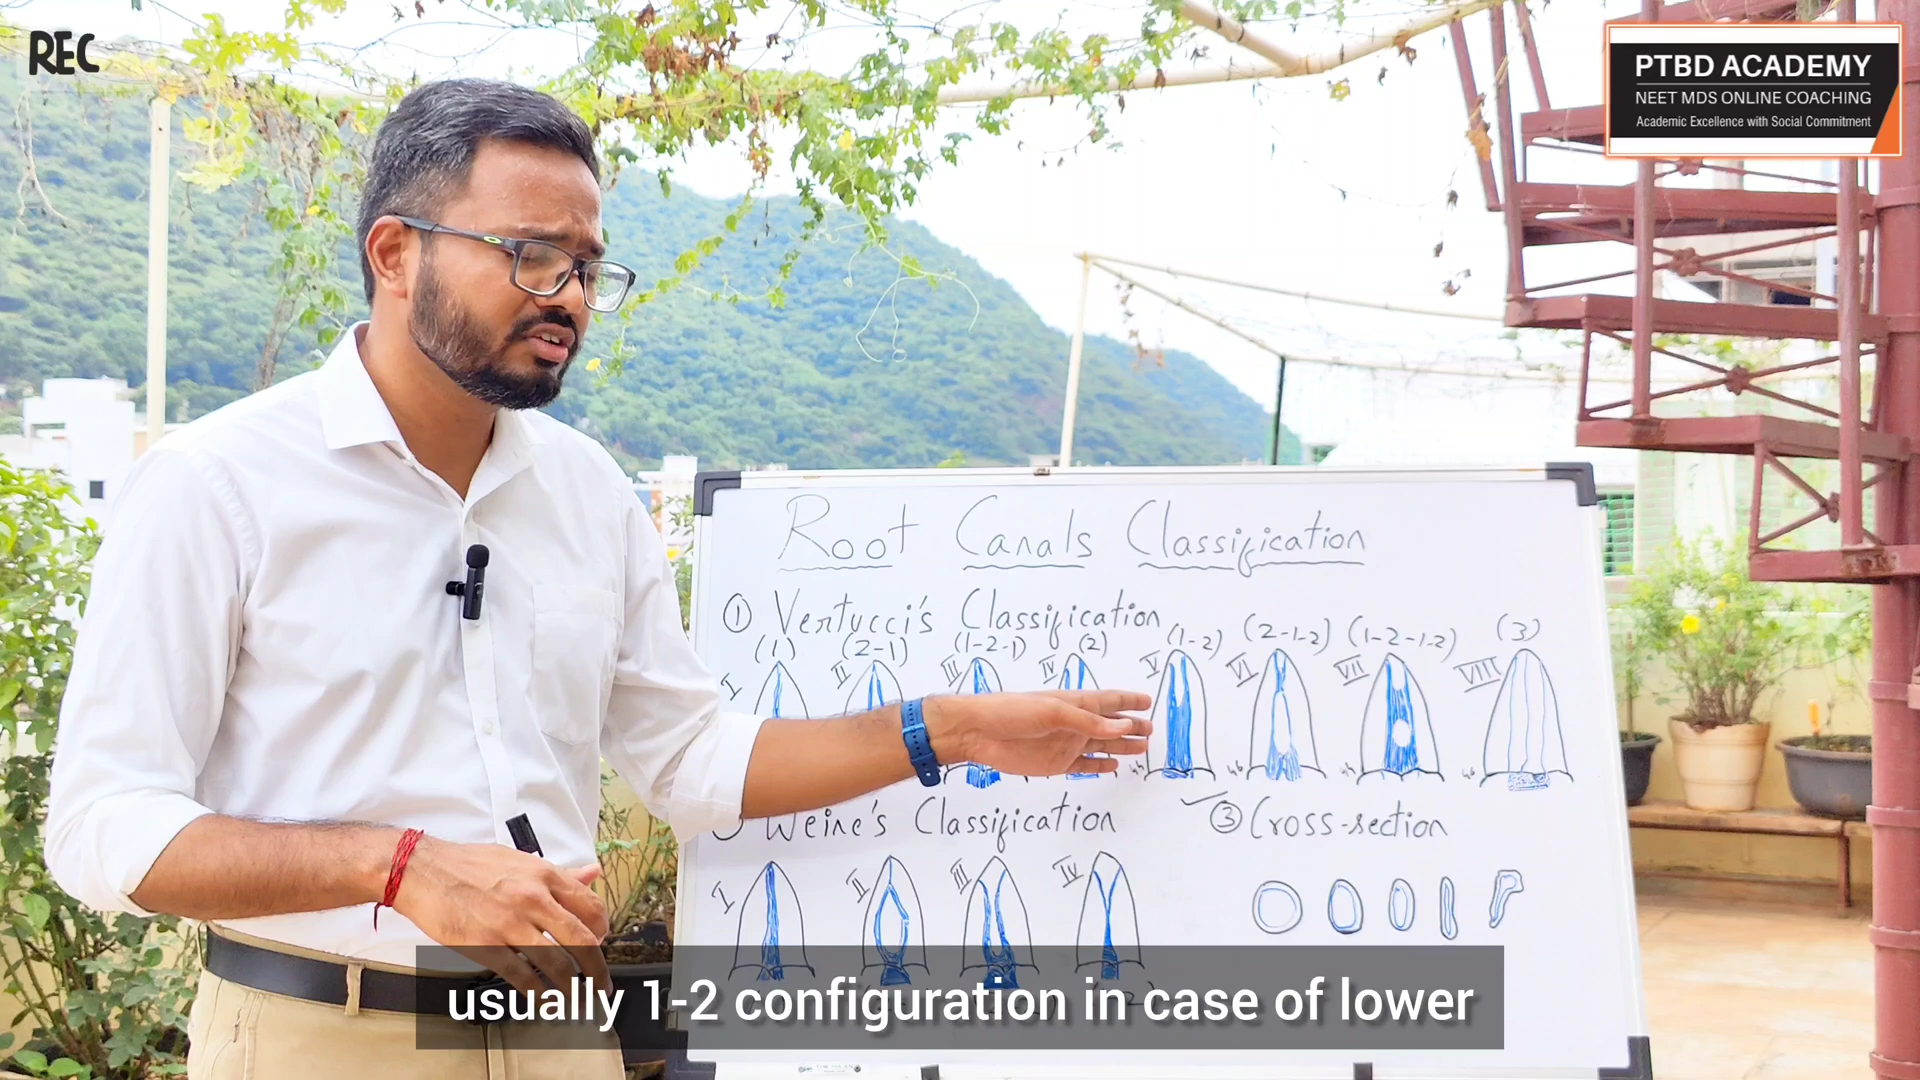 REC
PTBD ACADEMY
NEET MDS ONLINE COACHING
Academic Excellence with Social Commitment
Root Canals Classification
① Vertucci's Classification
(1) (2-1) (1-2-1) (2) (1-2) (2-1-2) (1-2-1-2) (3)
I II III IV V VI VII VIII
Weine's Classification
③ Cross-section
I II III IV
usually 1-2 configuration in case of lower